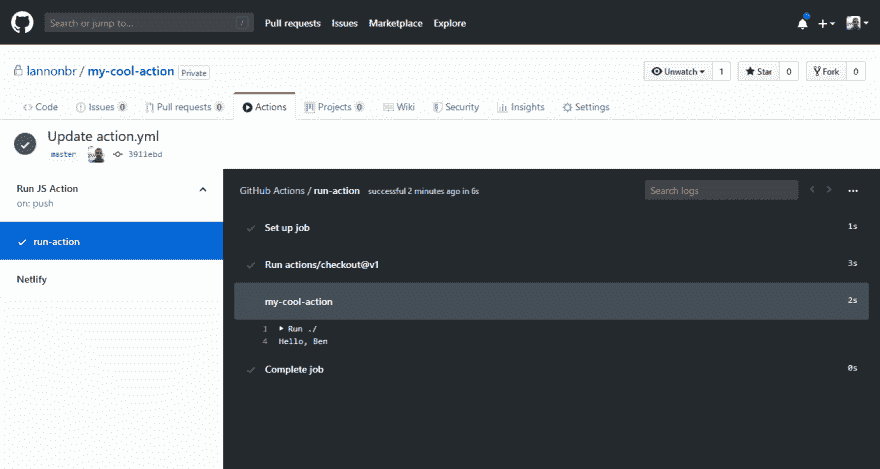 Search or jump to... /
Pull requests Issues Marketplace Explore
lannonbr / my-cool-action Private
Unwatch 1 Star 0 Fork 0
Code Issues 0 Pull requests 0 Actions Projects 0 Wiki Security Insights Settings
Update action.yml
master 3911ebd
Run JS Action
on: push
run-action
Netlify
GitHub Actions / run-action successful 2 minutes ago in 6s
Search logs
Set up job 1s
Run actions/checkout@v1 3s
my-cool-action 2s
1 Run ./
4 Hello, Ben
Complete job 0s